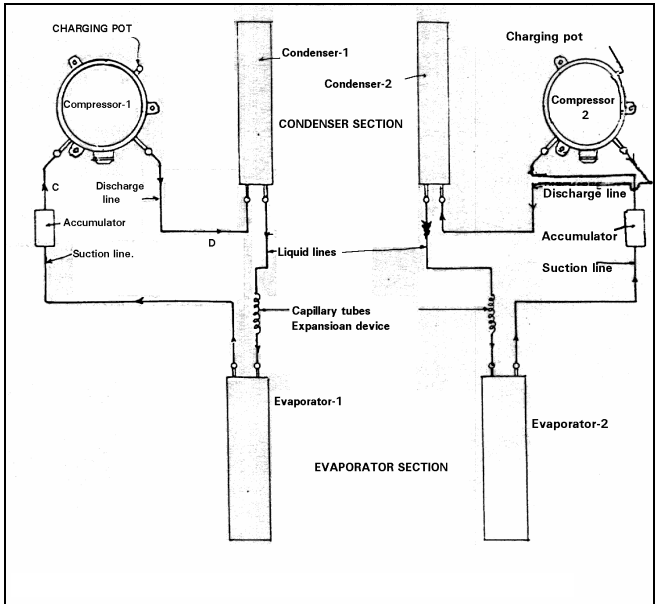 CHARGING POT
Charging pot
Condenser-1
Condenser-2
Compressor-1
Compressor
2
CONDENSER SECTION
C
Discharge
line
D
Discharge line
Accumulator
Accumulator
Suction line.
Liquid lines
Suction line
Capillary tubes
Expansioan device
Evaporator-1
Evaporator-2
EVAPORATOR SECTION